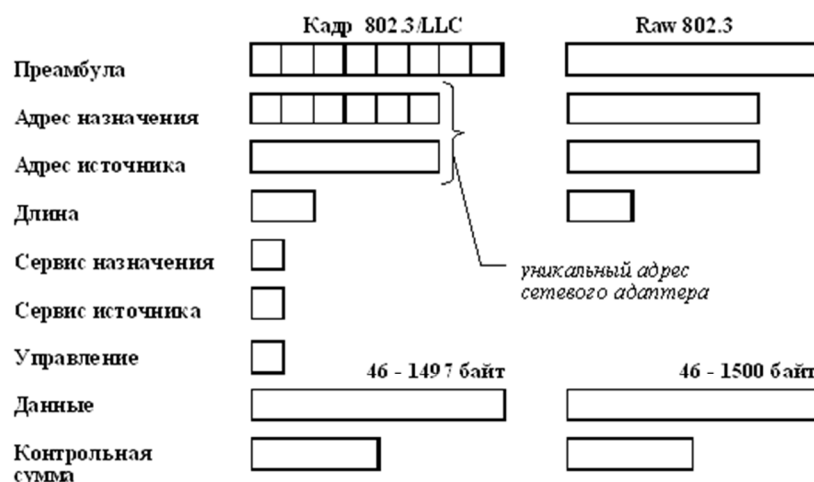 Кадр 802.3/LLC
Raw 802.3
Преамбула
Адрес назначения
Адрес источника
Длина
Сервис назначения
уникальный адрес
сетевого адаптера
Сервис источника
Управление
46 - 1497 байт
46 - 1500 байт
Данные
Контрольная
сумма